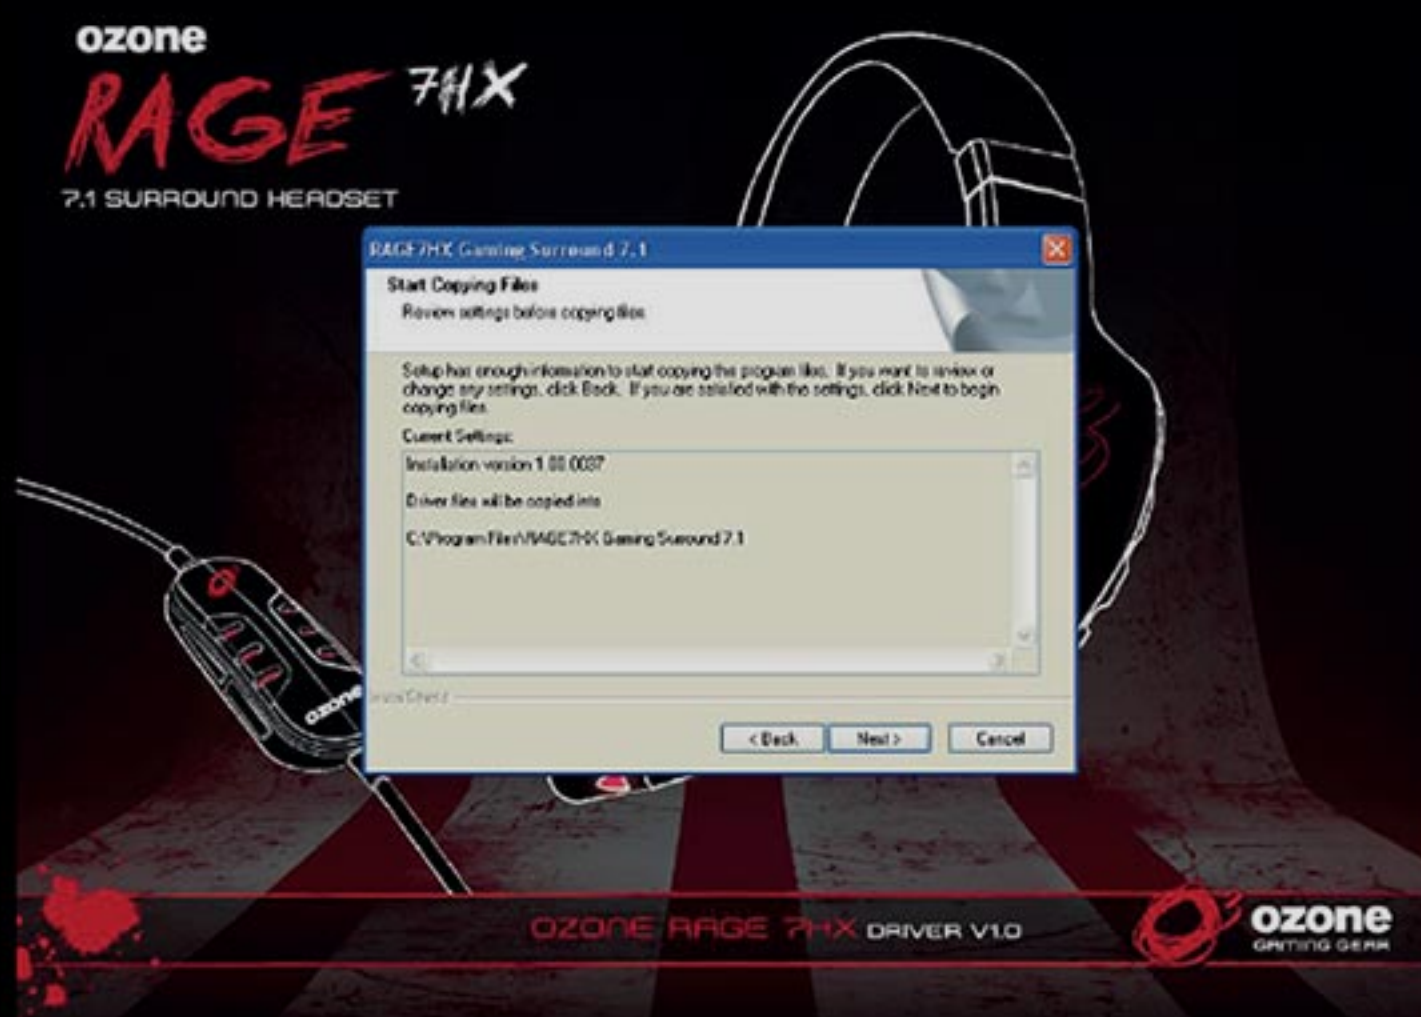 ozone
RAGE 7HX
7.1 SURROUND HEADSET
RAGE7HX Gaming Surround 7.1
Start Copying Files
Review settings before copying files.
Setup has enough information to start copying the program files. If you want to review or
change any settings, click Back. If you are satisfied with the settings, click Next to begin
copying files.
Current Settings:
Installation version 1.00.0037
Driver files will be copied into
C:\Program Files\RAGE7HX Gaming Surround 7.1
ozone
InstallShield
< Back
Next >
Cancel
OZONE RAGE 7HX DRIVER V1.0
ozone
GAMING GEAR